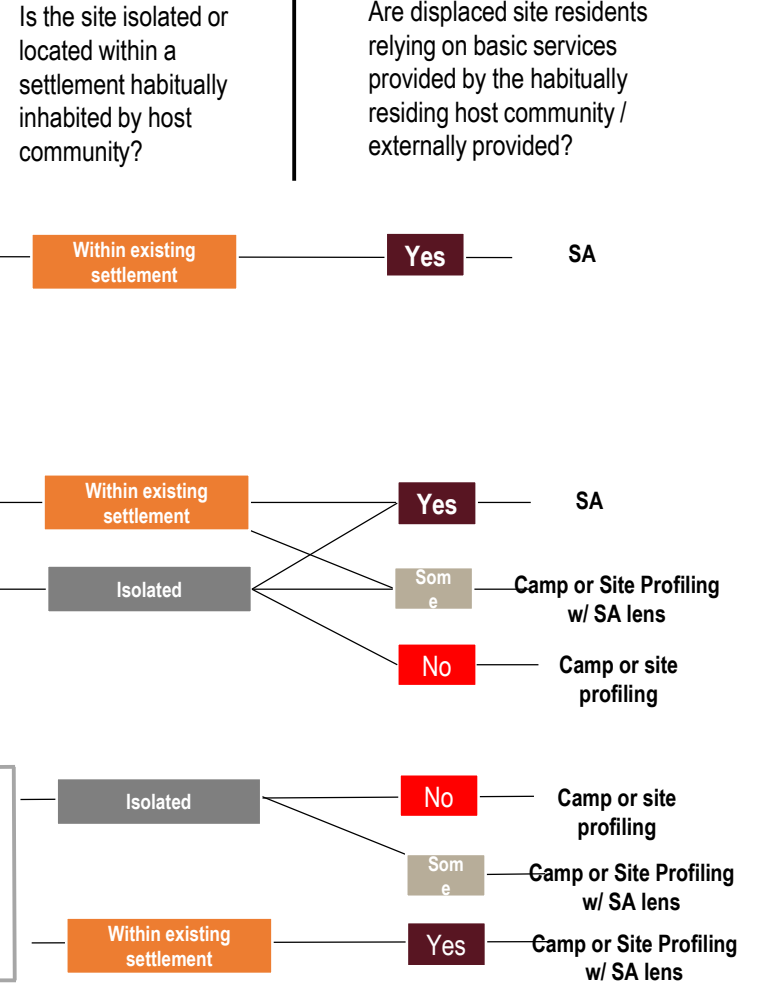 Is the site isolated or
located within a
settlement habitually
inhabited by host
community?
Are displaced site residents
relying on basic services
provided by the habitually
residing host community /
externally provided?
Within existing
settlement
Yes
SA
Within existing
settlement
Yes
SA
Isolated
Som
e
Camp or Site Profiling
w/ SA lens
No
Camp or site
profiling
Isolated
No
Camp or site
profiling
Som
e
Camp or Site Profiling
w/ SA lens
Within existing
settlement
Yes
Camp or Site Profiling
w/ SA lens